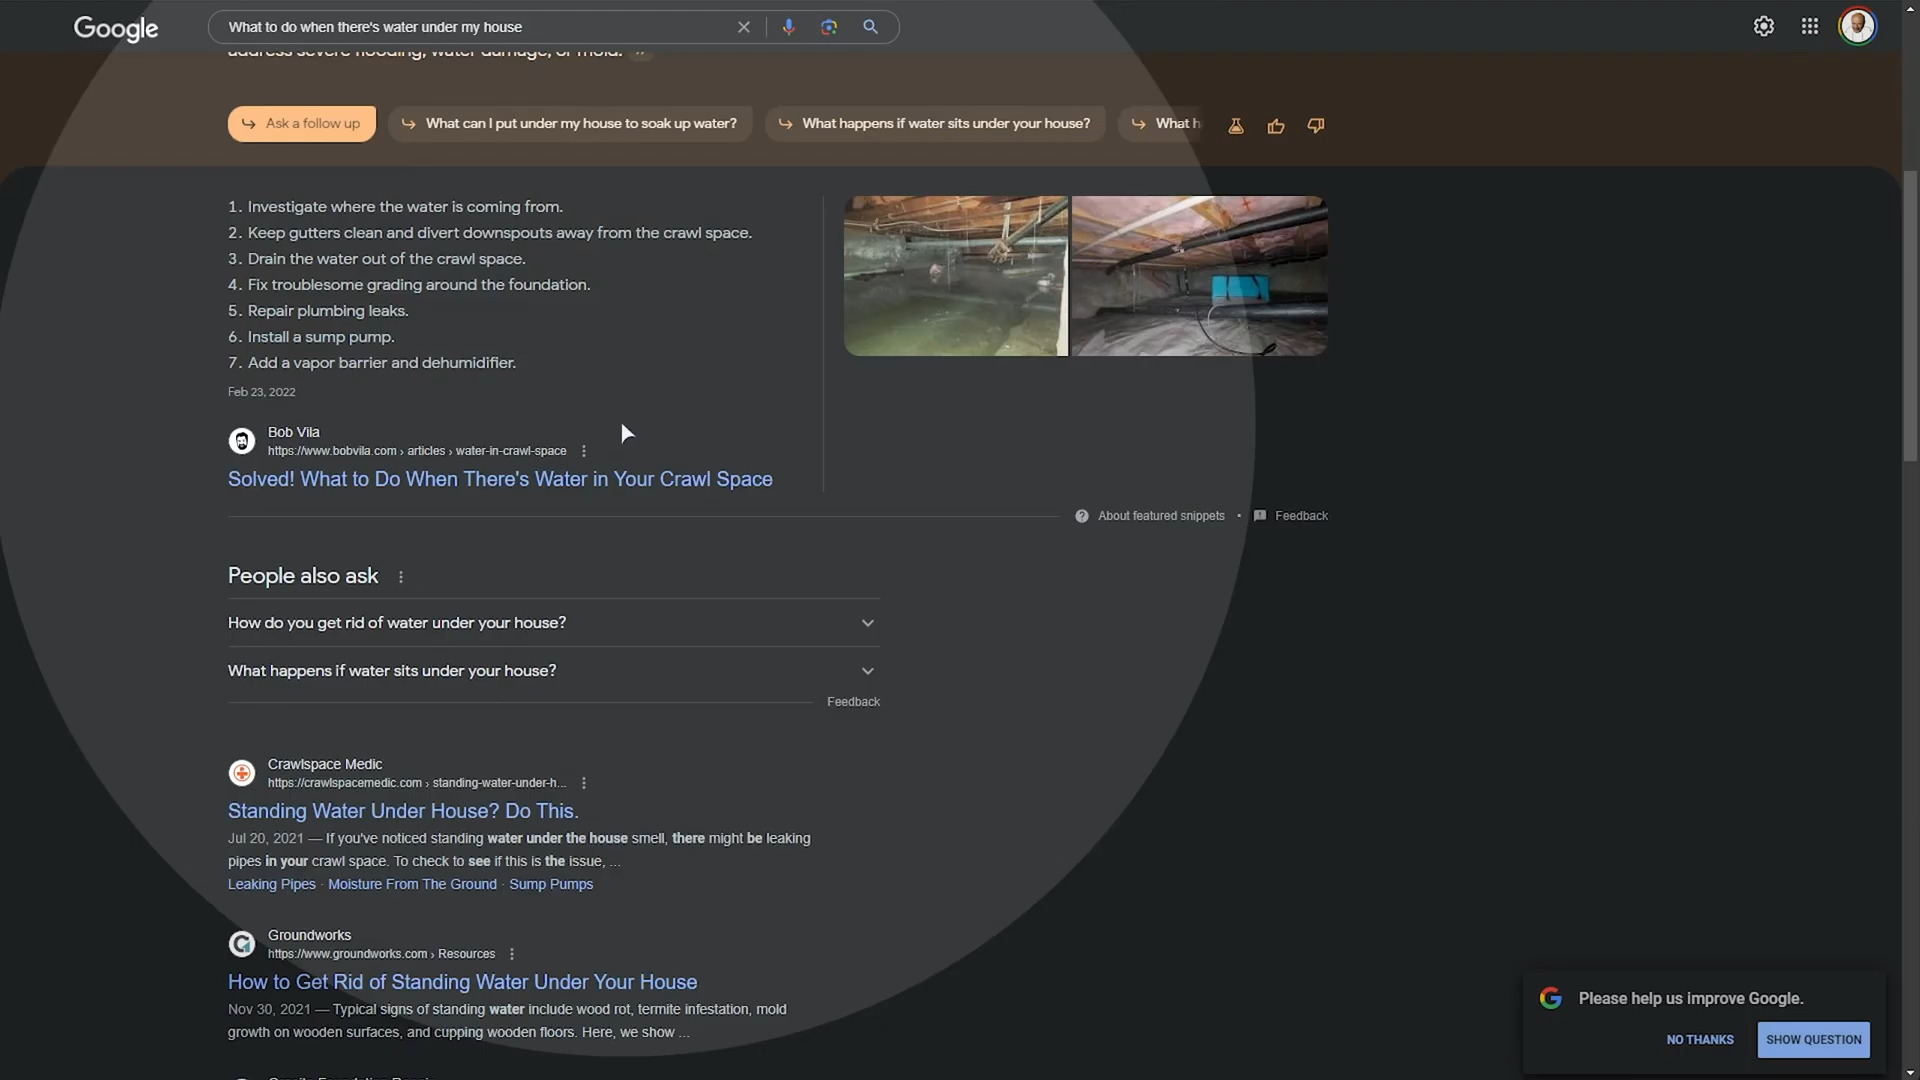 Google
What to do when there's water under my house
address severe flooding, water damage, or mold.
Ask a follow up
What can I put under my house to soak up water?
What happens if water sits under your house?
What h
1. Investigate where the water is coming from.
2. Keep gutters clean and divert downspouts away from the crawl space.
3. Drain the water out of the crawl space.
4. Fix troublesome grading around the foundation.
5. Repair plumbing leaks.
6. Install a sump pump.
7. Add a vapor barrier and dehumidifier.
Feb 23, 2022
Bob Vila
https://www.bobvila.com › articles › water-in-crawl-space
Solved! What to Do When There's Water in Your Crawl Space
About featured snippets • Feedback
People also ask
How do you get rid of water under your house?
What happens if water sits under your house?
Feedback
Crawlspace Medic
https://crawlspacemedic.com › standing-water-under-h...
Standing Water Under House? Do This.
Jul 20, 2021 — If you've noticed standing water under the house smell, there might be leaking
pipes in your crawl space. To check to see if this is the issue, ...
Leaking Pipes · Moisture From The Ground · Sump Pumps
Groundworks
https://www.groundworks.com › Resources
How to Get Rid of Standing Water Under Your House
Nov 30, 2021 — Typical signs of standing water include wood rot, termite infestation, mold
growth on wooden surfaces, and cupping wooden floors. Here, we show ...
Please help us improve Google.
NO THANKS
SHOW QUESTION